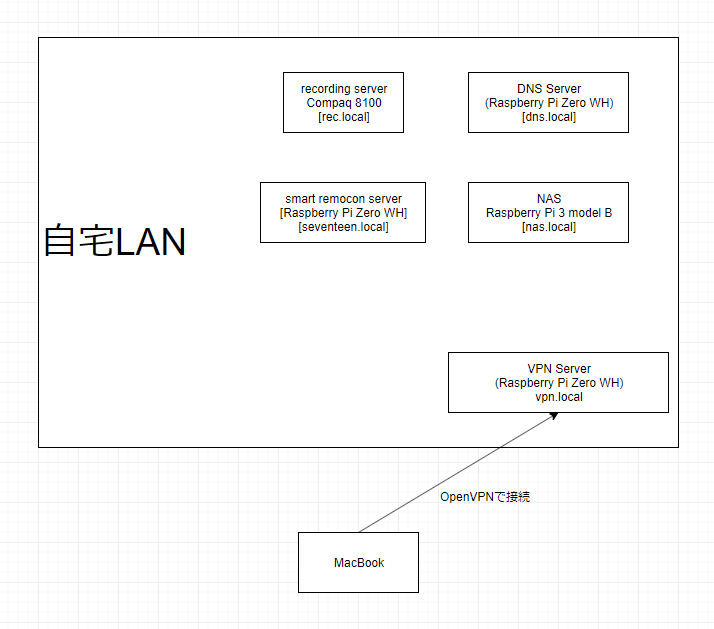 recording server
Compaq 8100
[rec.local]
DNS Server
(Raspberry Pi Zero WH)
[dns.local]
smart remocon server
[Raspberry Pi Zero WH]
[seventeen.local]
NAS
Raspberry Pi 3 model B
[nas.local]
自宅LAN
VPN Server
(Raspberry Pi Zero WH)
vpn.local
OpenVPNで接続
MacBook